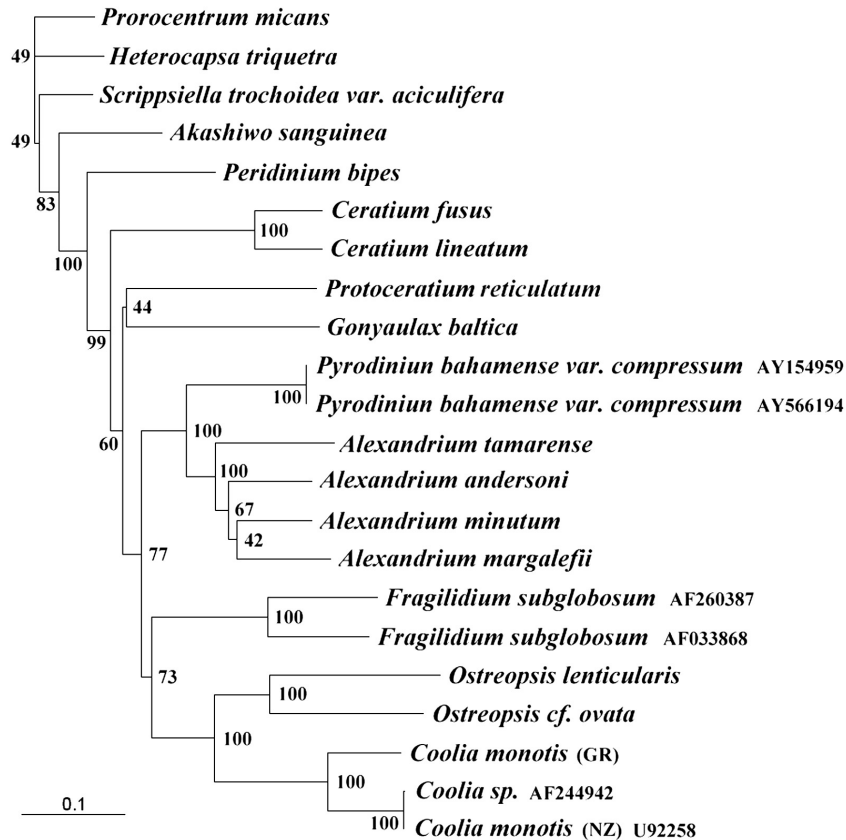 Prorocentrum micans
49
Heterocapsa triquetra
Scrippsiella trochoidea var. aciculifera
49
Akashiwo sanguinea
Peridinium bipes
83
Ceratium fusus
100
Ceratium lineatum
100
Protoceratium reticulatum
44
Gonyaulax baltica
99
Pyrodiniun bahamense var. compressum AY154959
100
Pyrodiniun bahamense var. compressum AY566194
100
60
Alexandrium tamarense
100
Alexandrium andersoni
67
Alexandrium minutum
42
77
Alexandrium margalefii
Fragilidium subglobosum AF260387
100
Fragilidium subglobosum AF033868
73
Ostreopsis lenticularis
100
Ostreopsis cf. ovata
100
Coolia monotis (GR)
100
Coolia sp. AF244942
0.1
100
Coolia monotis (NZ) U92258